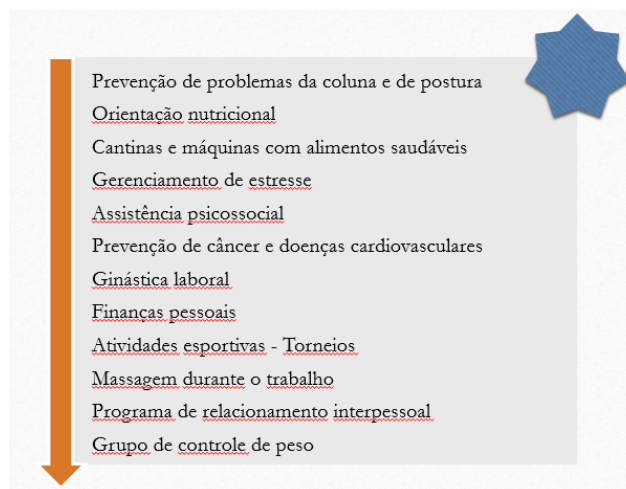 Prevenção de problemas da coluna e de postura
Orientação nutricional
Cantinas e máquinas com alimentos saudáveis
Gerenciamento de estresse
Assistência psicossocial
Prevenção de câncer e doenças cardiovasculares
Ginástica laboral
Finanças pessoais
Atividades esportivas - Torneios
Massagem durante o trabalho
Programa de relacionamento interpessoal
Grupo de controle de peso